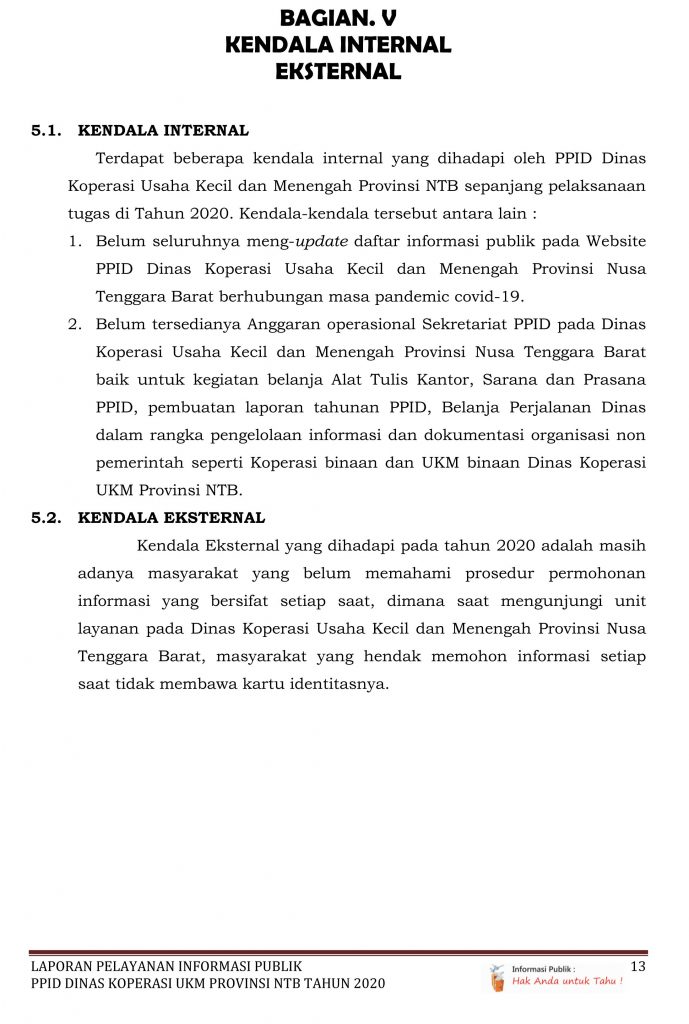 BAGIAN. V
KENDALA INTERNAL
EKSTERNAL
5.1. KENDALA INTERNAL
Terdapat beberapa kendala internal yang dihadapi oleh PPID Dinas
Koperasi Usaha Kecil dan Menengah Provinsi NTB sepanjang pelaksanaan
tugas di Tahun 2020. Kendala-kendala tersebut antara lain :
1. Belum seluruhnya meng-update daftar informasi publik pada Website
PPID Dinas Koperasi Usaha Kecil dan Menengah Provinsi Nusa
Tenggara Barat berhubungan masa pandemic covid-19.
2. Belum tersedianya Anggaran operasional Sekretariat PPID pada Dinas
Koperasi Usaha Kecil dan Menengah Provinsi Nusa Tenggara Barat
baik untuk kegiatan belanja Alat Tulis Kantor, Sarana dan Prasana
PPID, pembuatan laporan tahunan PPID, Belanja Perjalanan Dinas
dalam rangka pengelolaan informasi dan dokumentasi organisasi non
pemerintah seperti Koperasi binaan dan UKM binaan Dinas Koperasi
UKM Provinsi NTB.
5.2. KENDALA EKSTERNAL
Kendala Eksternal yang dihadapi pada tahun 2020 adalah masih
adanya masyarakat yang belum memahami prosedur permohonan
informasi yang bersifat setiap saat, dimana saat mengunjungi unit
layanan pada Dinas Koperasi Usaha Kecil dan Menengah Provinsi Nusa
Tenggara Barat, masyarakat yang hendak memohon informasi setiap
saat tidak membawa kartu identitasnya.
LAPORAN PELAYANAN INFORMASI PUBLIK
PPID DINAS KOPERASI UKM PROVINSI NTB TAHUN 2020
Informasi Publik :
Hak Anda untuk Tahu !
13